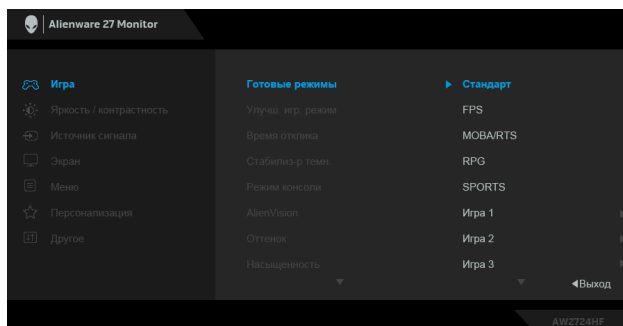 Alienware 27 Monitor
Игра
Готовые режимы
Стандарт
Яркость / контрастность
Улучш. игр. режим
FPS
Источник сигнала
Время отклика
MOBA/RTS
Экран
Стабилиз-р темн.
RPG
Меню
Режим консоли
SPORTS
Персонализация
AlienVision
Игра 1
Другое
Оттенок
Игра 2
Насыщенность
Игра 3
Выход
AW2724HF